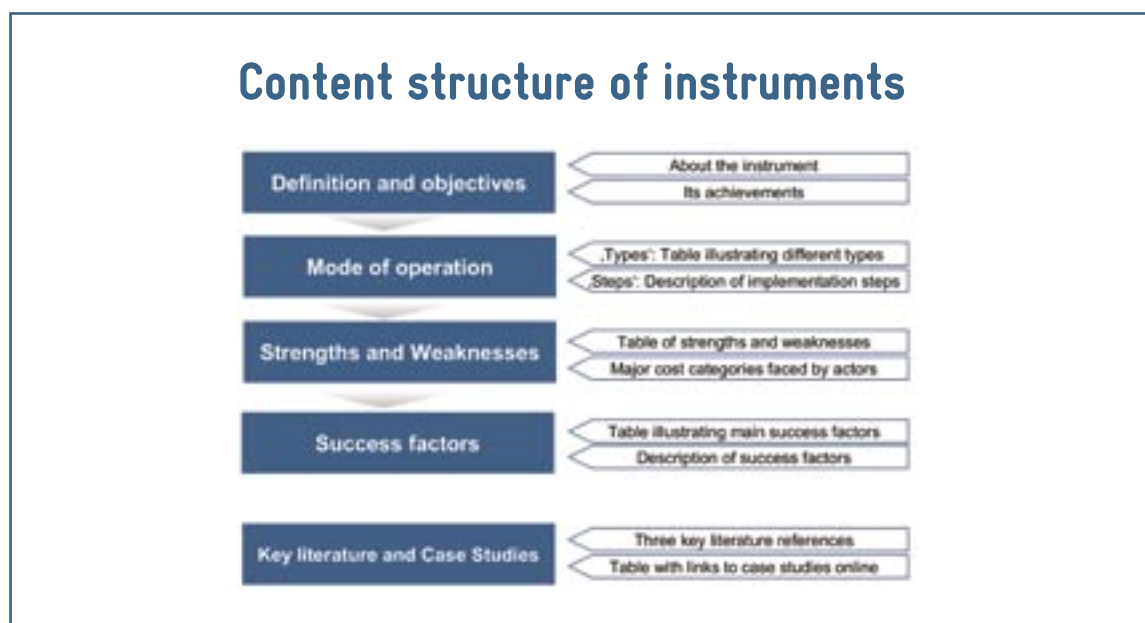 Content structure of instruments
Definition and objectives
About the instrument
Its achievements
Mode of operation
‚Types‘: Table illustrating different types
‚Steps‘: Description of implementation steps
Strengths and Weaknesses
Table of strengths and weaknesses
Major cost categories faced by actors
Success factors
Table illustrating main success factors
Description of success factors
Key literature and Case Studies
Three key literature references
Table with links to case studies online